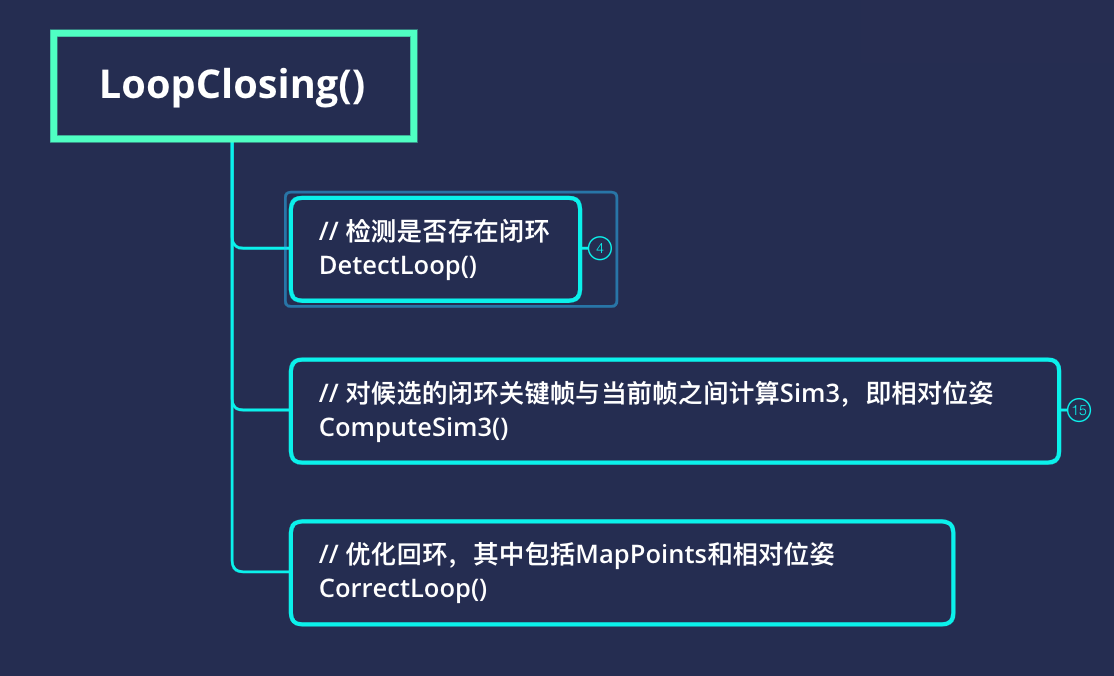 LoopClosing()
// 检测是否存在闭环
DetectLoop()
4
// 对候选的闭环关键帧与当前帧之间计算Sim3，即相对位姿
ComputeSim3()
15
// 优化回环，其中包括MapPoints和相对位姿
CorrectLoop()